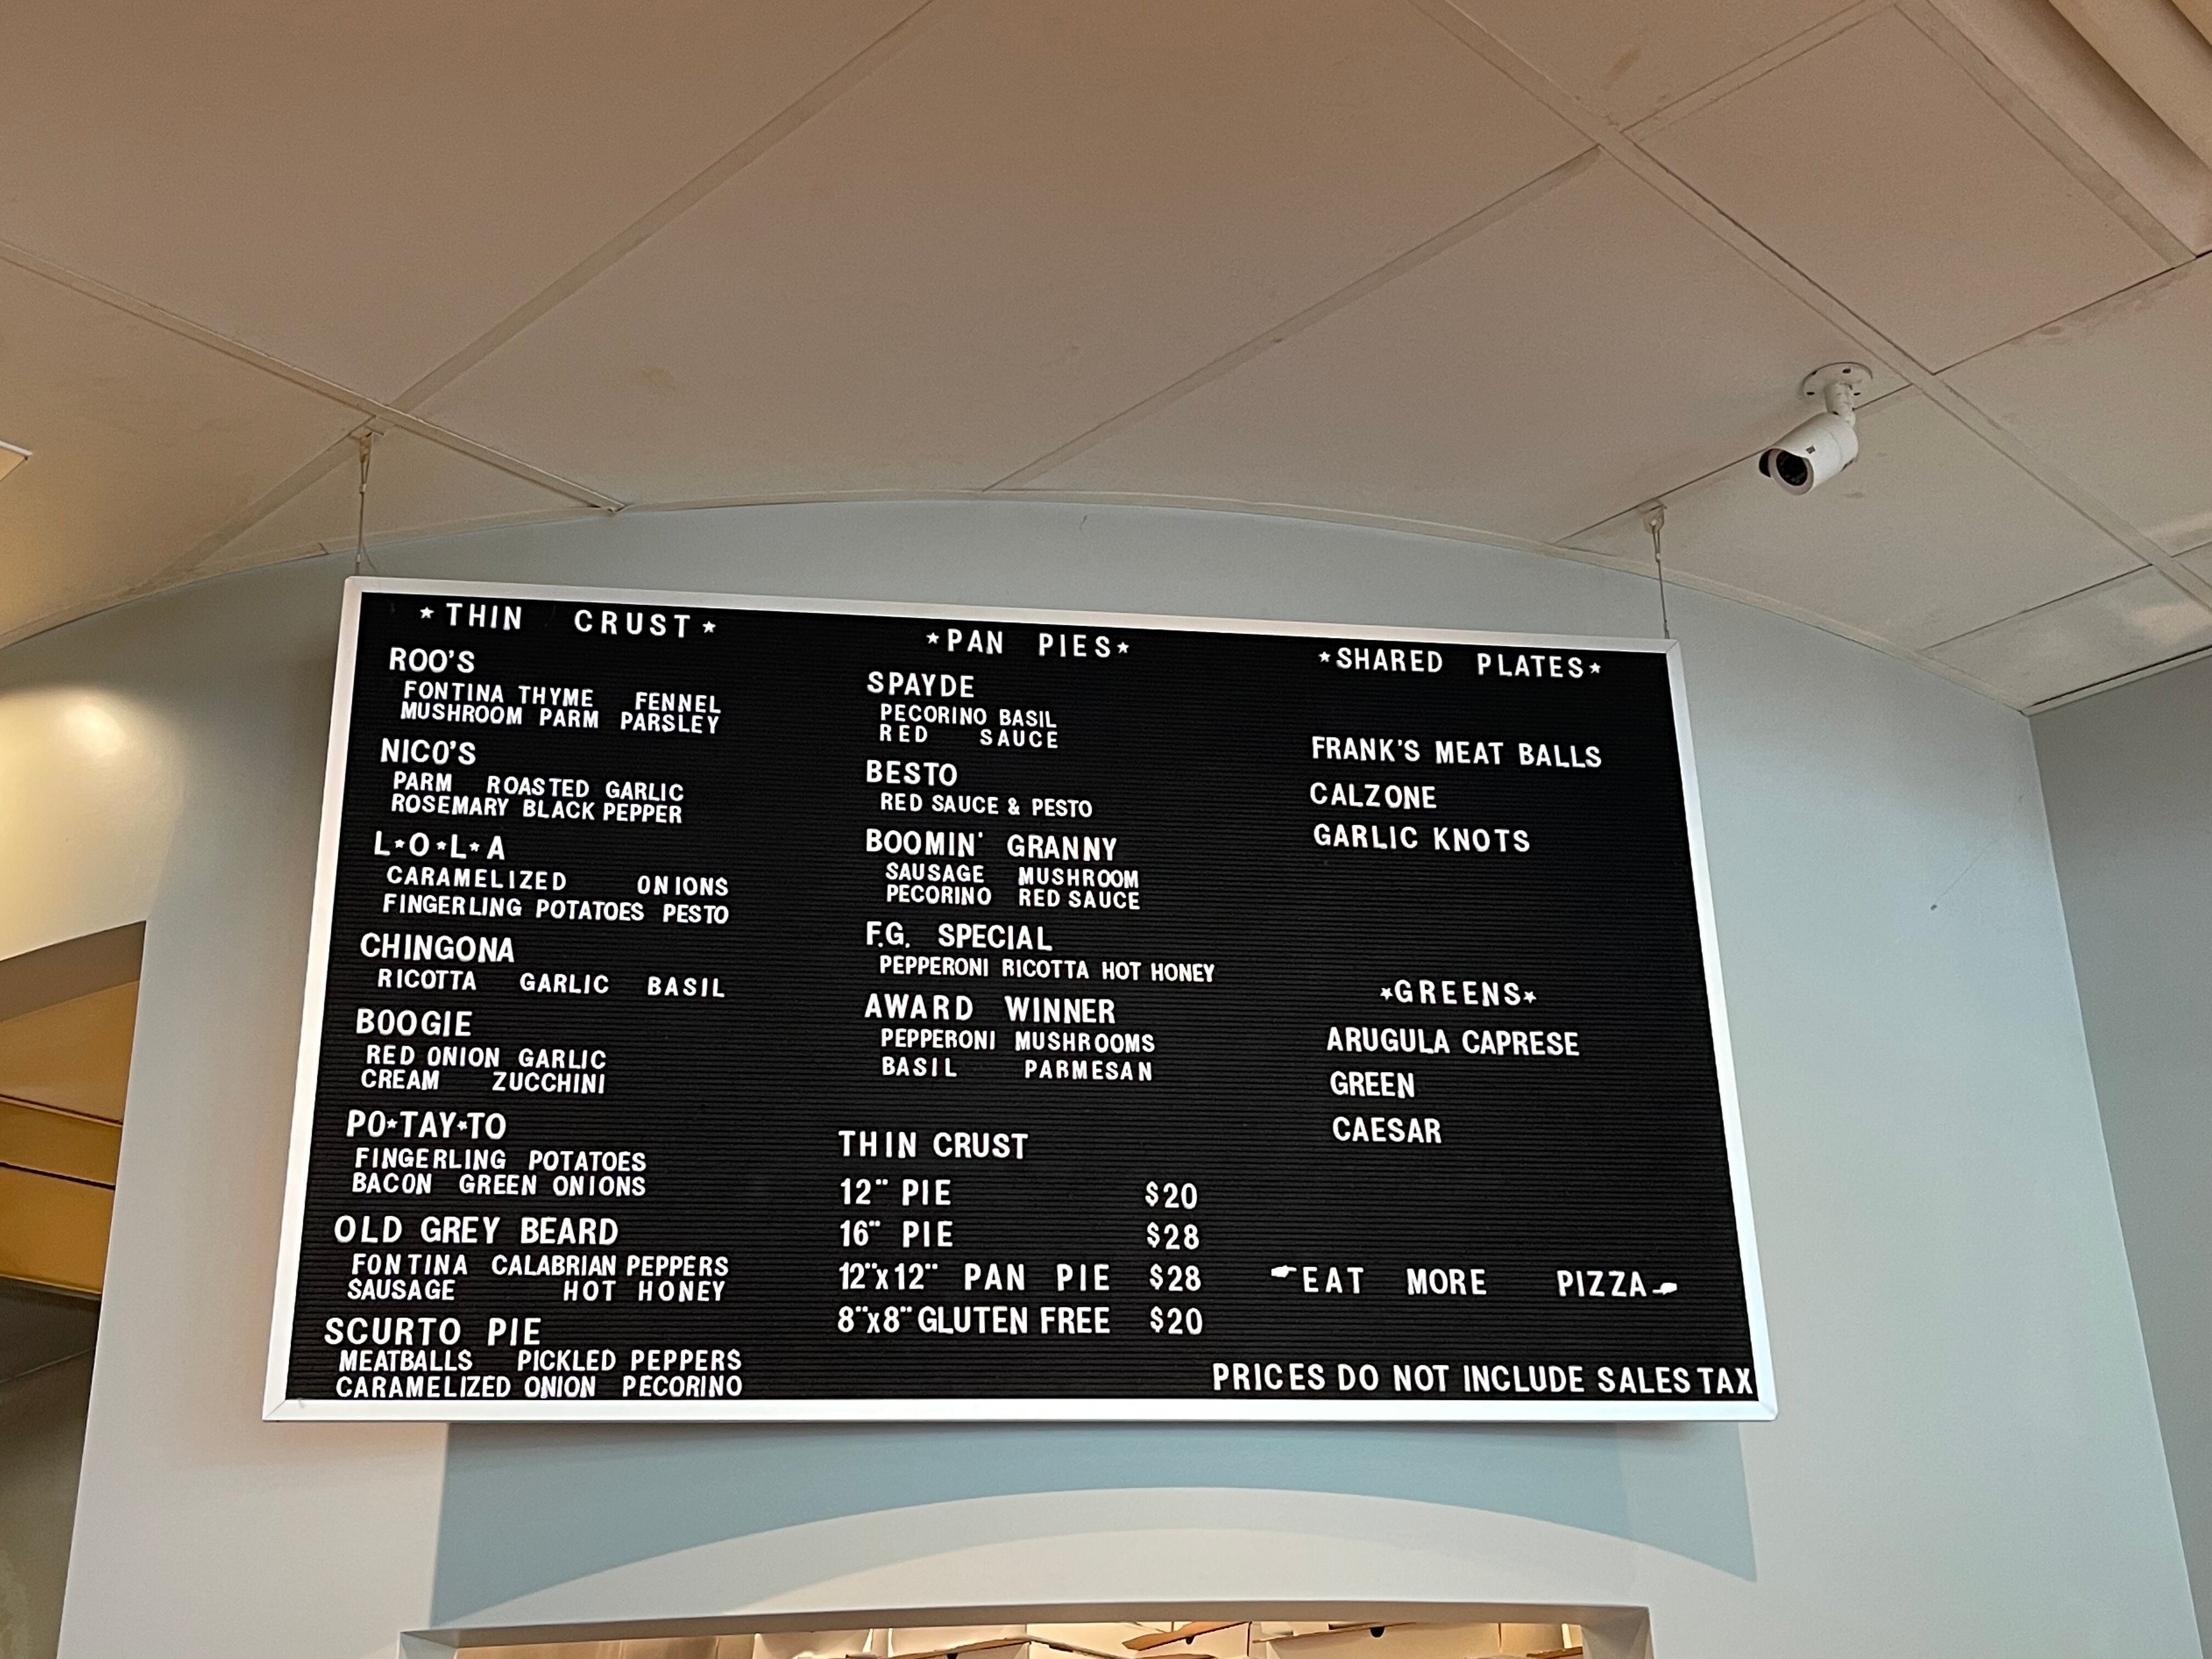 ★THIN CRUST★
ROO'S
FONTINA THYME FENNEL
MUSHROOM PARM PARSLEY
NICO'S
PARM ROASTED GARLIC
ROSEMARY BLACK PEPPER
L★O★L★A
CARAMELIZED ONIONS
FINGERLING POTATOES PESTO
CHINGONA
RICOTTA GARLIC BASIL
BOOGIE
RED ONION GARLIC
CREAM ZUCCHINI
PO★TAY★TO
FINGERLING POTATOES
BACON GREEN ONIONS
OLD GREY BEARD
FONTINA CALABRIAN PEPPERS
SAUSAGE HOT HONEY
SCURTO PIE
MEATBALLS PICKLED PEPPERS
CARAMELIZED ONION PECORINO
★PAN PIES★
SPAYDE
PECORINO BASIL
RED SAUCE
BESTO
RED SAUCE & PESTO
BOOMIN' GRANNY
SAUSAGE MUSHROOM
PECORINO RED SAUCE
F.G. SPECIAL
PEPPERONI RICOTTA HOT HONEY
AWARD WINNER
PEPPERONI MUSHROOMS
BASIL PARMESAN
THIN CRUST
12" PIE $20
16" PIE $28
12"x12" PAN PIE $28
8"x8" GLUTEN FREE $20
★SHARED PLATES★
FRANK'S MEAT BALLS
CALZONE
GARLIC KNOTS
★GREENS★
ARUGULA CAPRESE
GREEN
CAESAR
EAT MORE PIZZA
PRICES DO NOT INCLUDE SALES TAX